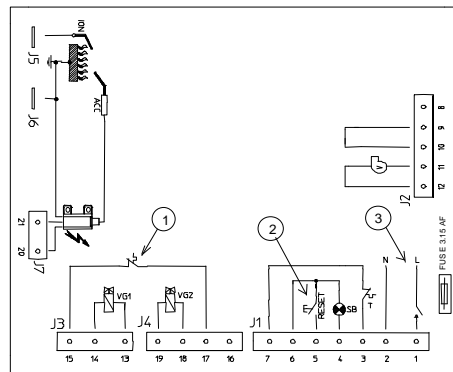 J5
ION
J6
ACC
21
20
J7
1
VG1
VG2
J3
J4
15
14
13
19
18
17
16
2
RESET
SB
T
J1
7
6
5
4
3
2
1
3
N
L
8
9
10
11
12
V
J2
FUSE 3.15 AF